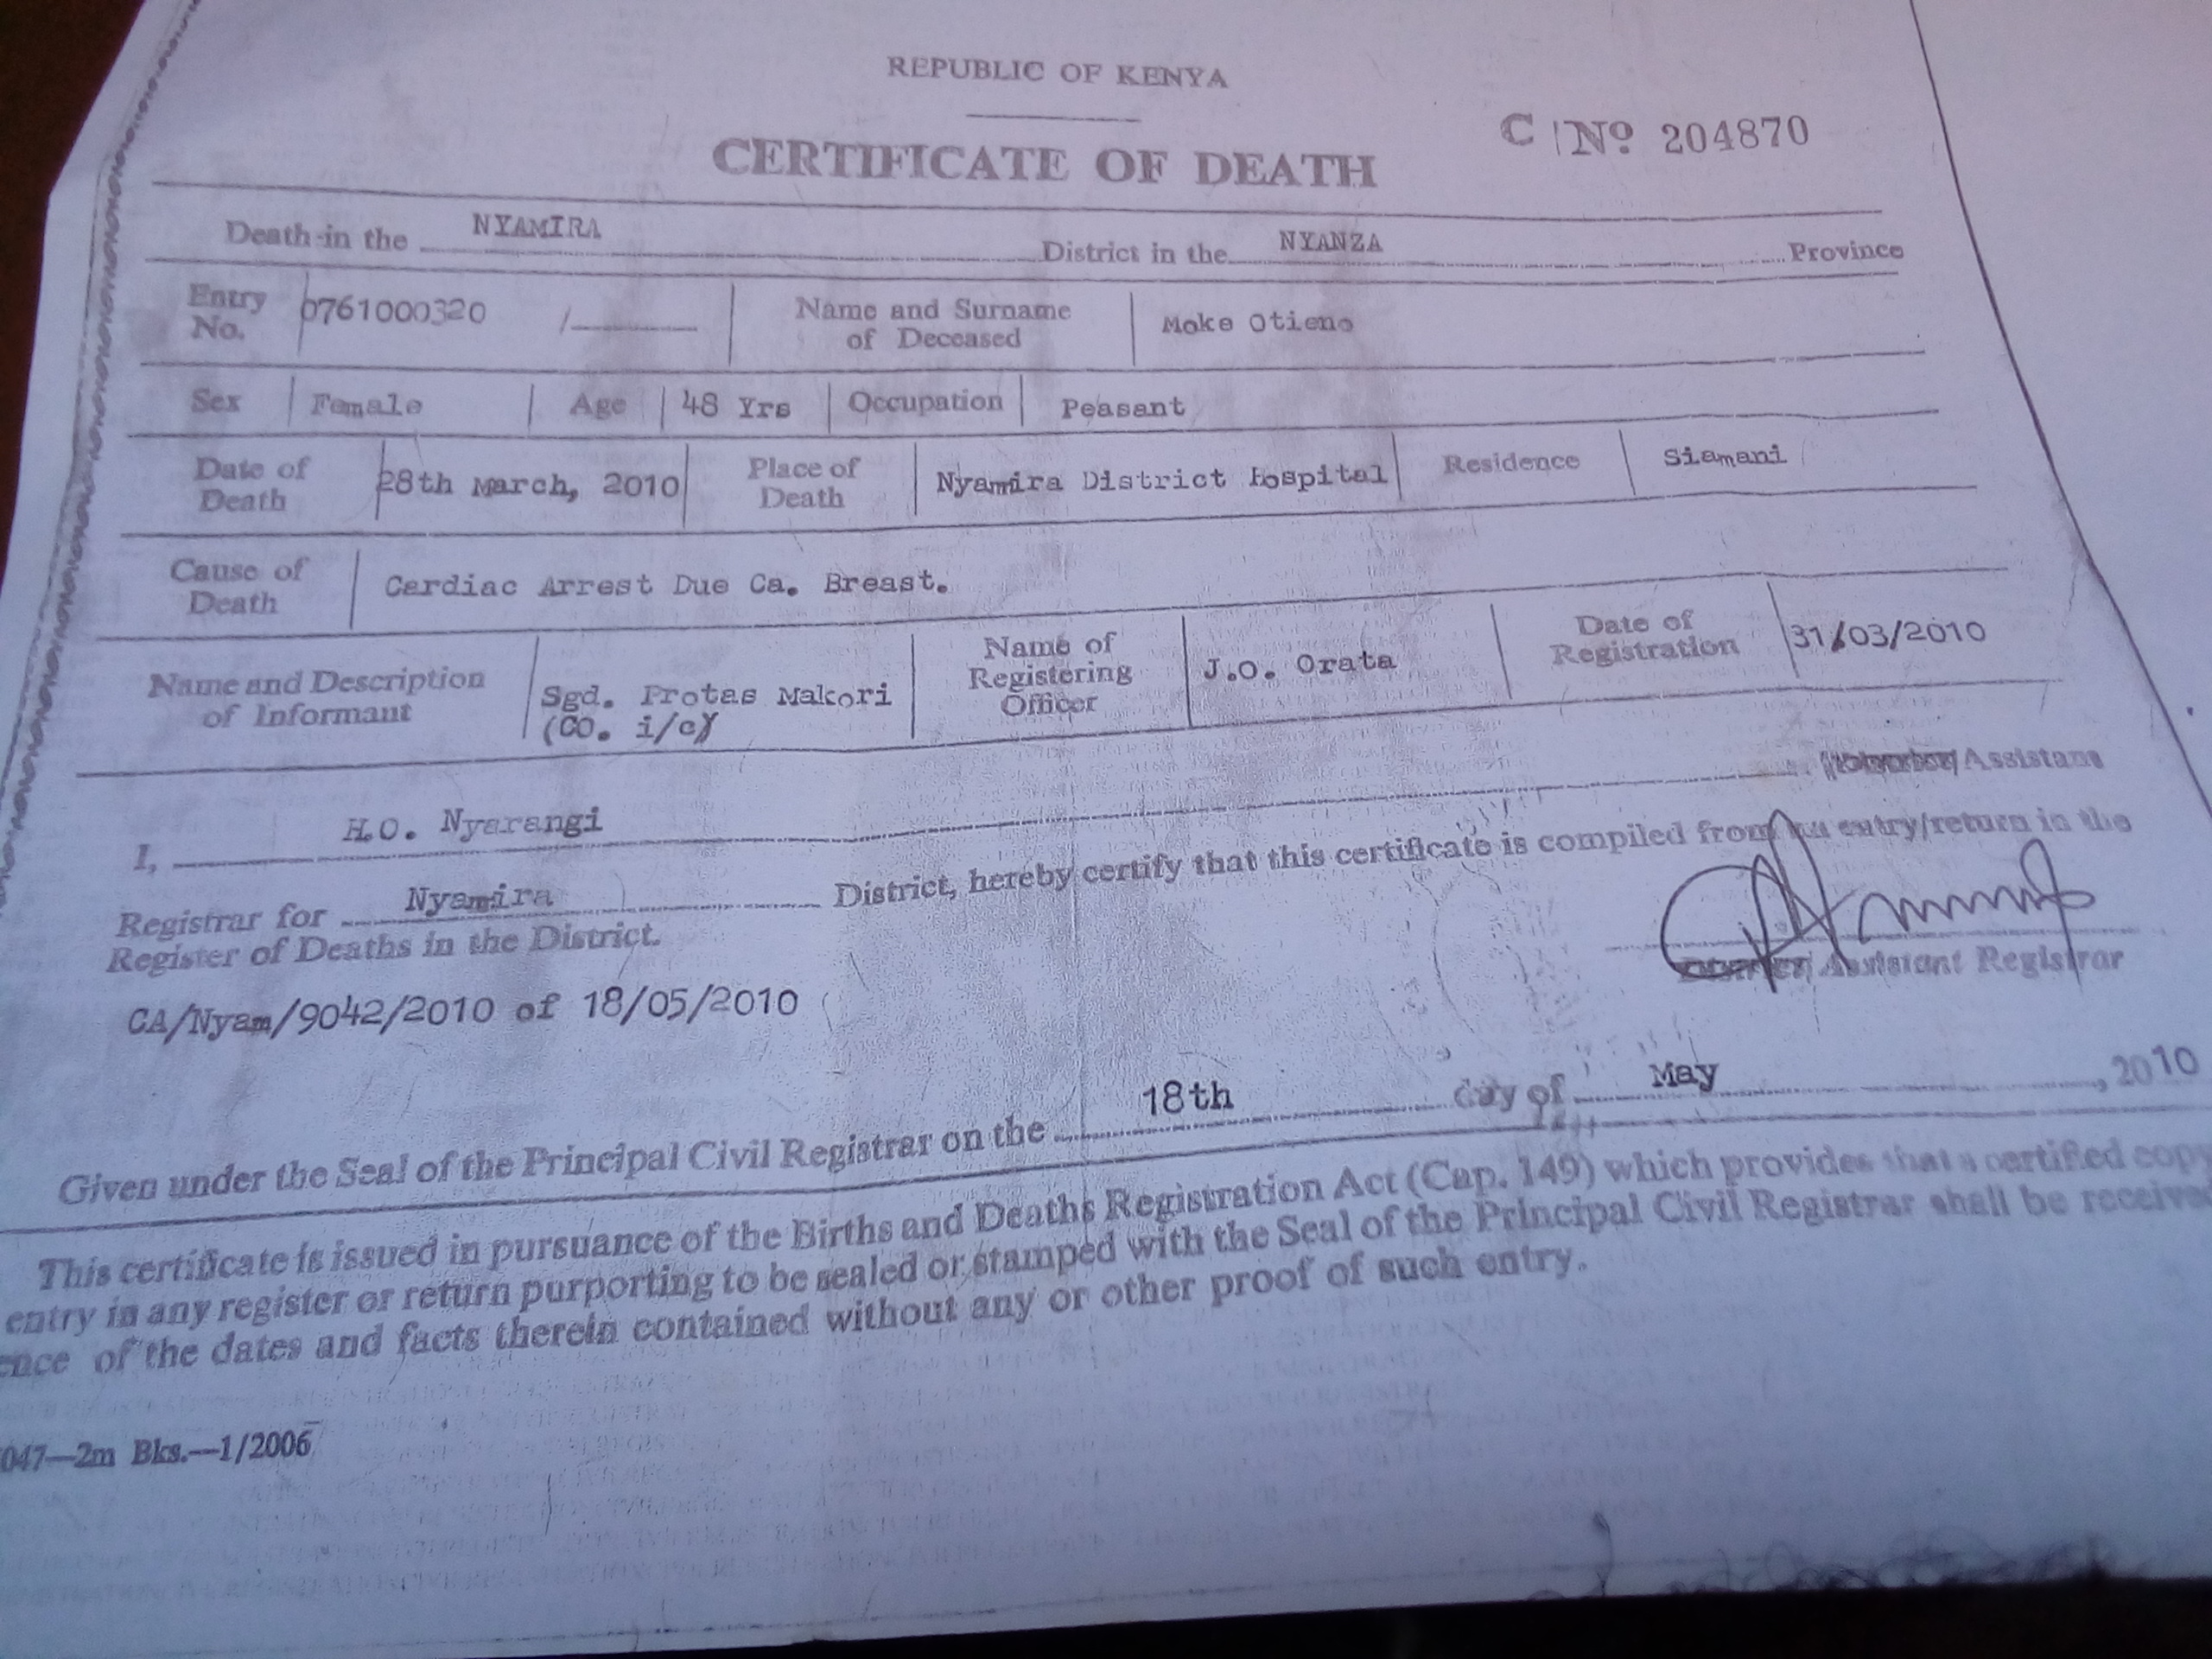 REPUBLIC OF KENYA
C No 204870
CERTIFICATE OF DEATH
Death in the NYAMIRA District in the NYANZA Province
Entry No. 0761000320 / Name and Surname of Deceased Moke Otieno
Sex Female Age 48 Yrs Occupation Peasant
Date of Death 28th March, 2010 Place of Death Nyamira District Hospital Residence Siamani
Cause of Death Cardiac Arrest Due Ca. Breast.
Name and Description of Informant Sgd. Protas Makori (CO. i/c) Name of Registering Officer J.O. Orata Date of Registration 31/03/2010
I, H.O. Nyarangi Assistant
Registrar for Nyamira District, hereby certify that this certificate is compiled from an entry/return in the
Register of Deaths in the District.
Assistant Registrar
CA/Nyam/9042/2010 of 18/05/2010
Given under the Seal of the Principal Civil Registrar on the 18th day of May, 2010
This certificate is issued in pursuance of the Births and Deaths Registration Act (Cap. 149) which provides that a certified copy
entry in any register or return purporting to be sealed or stamped with the Seal of the Principal Civil Registrar shall be receiv
ence of the dates and facts therein contained without any or other proof of such entry.
047—2m Bks.—1/2006